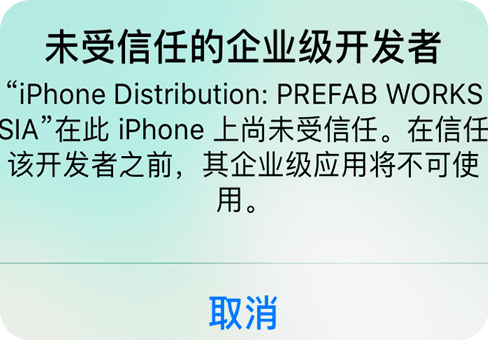 未受信任的企业级开发者
“iPhone Distribution: PREFAB WORKS
SIA”在此 iPhone 上尚未受信任。在信任
该开发者之前，其企业级应用将不可使
用。
取消